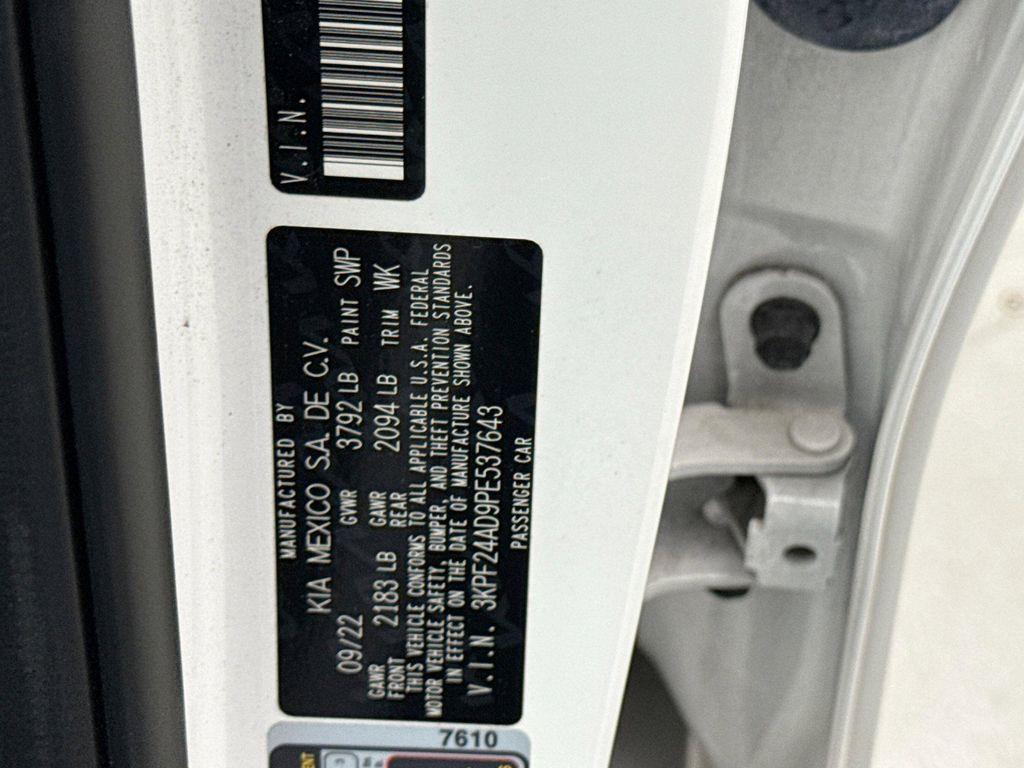 V.I.N.
MANUFACTURED BY
KIA MEXICO S.A. DE C.V.
09/22 GVWR 3792 LB PAINT SWP
GAWR FRONT 2183 LB GAWR REAR 2094 LB TRIM WK
THIS VEHICLE CONFORMS TO ALL APPLICABLE U.S.A. FEDERAL
MOTOR VEHICLE SAFETY, BUMPER, AND THEFT PREVENTION STANDARDS
IN EFFECT ON THE DATE OF MANUFACTURE SHOWN ABOVE.
V.I.N. 3KPF24AD9PE537643
PASSENGER CAR
7610